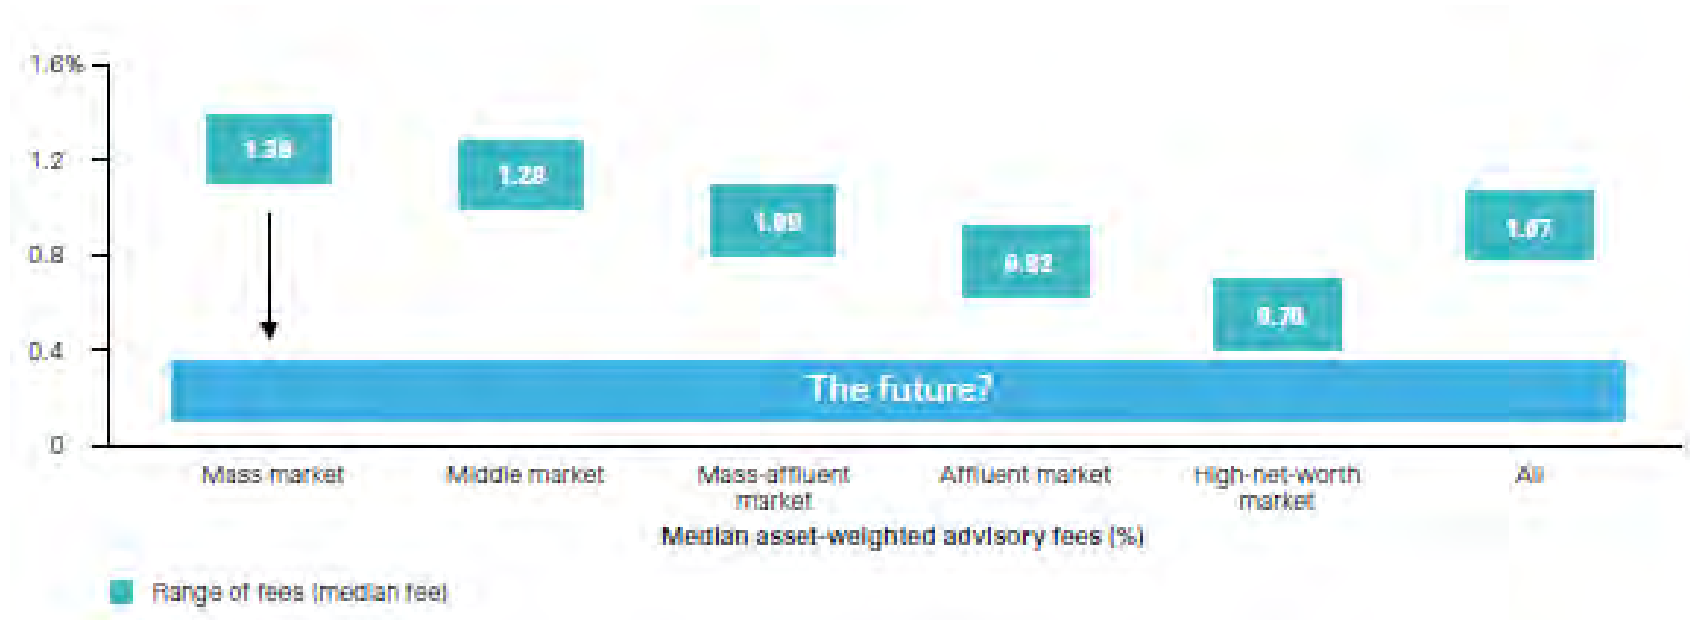 1.6%
1.2
0.8
0.4
0
1.28
1.09
0.92
0.70
1.07
The future?
Mass market
Middle market
Mass-affluent
market
Affluent market
High-net-worth
market
All
Median asset-weighted advisory fees (%)
Range of fees (median fee)